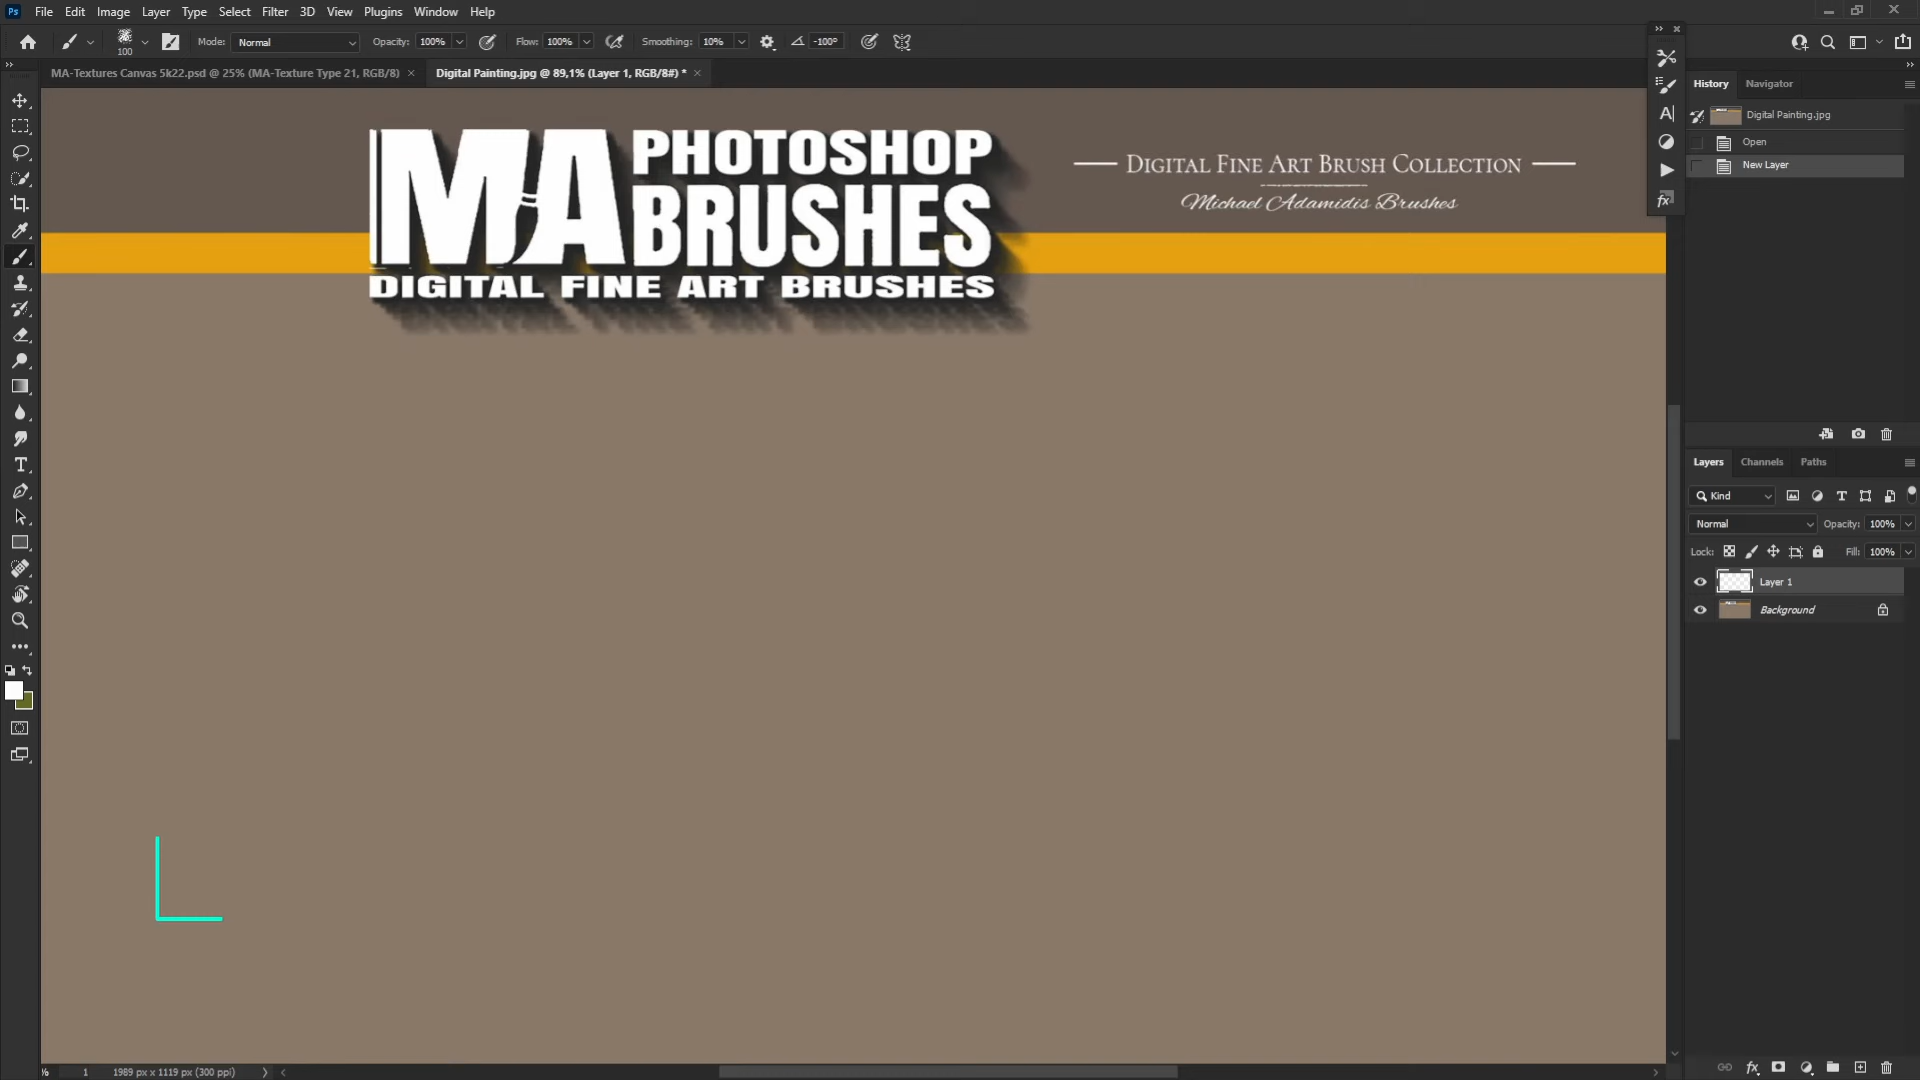 Ps File Edit Image Layer Type Select Filter 3D View Plugins Window Help
100 Mode: Normal Opacity: 100% Flow: 100% Smoothing: 10% -100°
MA-Textures Canvas 5k22.psd @ 25% (MA-Texture Type 21, RGB/8) × Digital Painting.jpg @ 89,1% (Layer 1, RGB/8#) * ×
MA PHOTOSHOP
BRUSHES
DIGITAL FINE ART BRUSHES
Digital Fine Art Brush Collection
Michael Adamidis Brushes
History Navigator
Digital Painting.jpg
Open
New Layer
Layers Channels Paths
Kind
Normal Opacity: 100%
Lock: Fill: 100%
Layer 1
Background
1 1989 px x 1119 px (300 ppi)